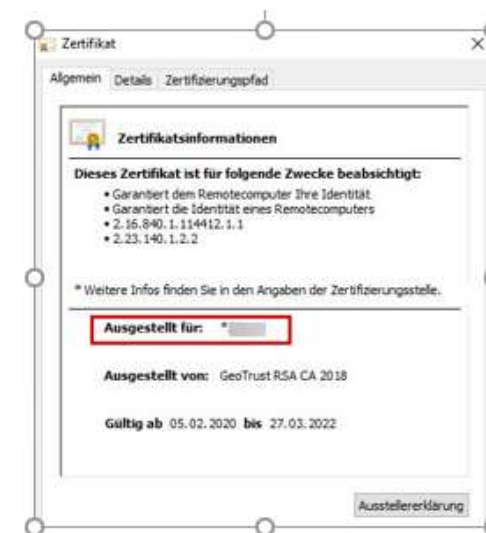 Zertifikat
Allgemein Details Zertifizierungspfad
Zertifikatsinformationen
Dieses Zertifikat ist für folgende Zwecke beabsichtigt:
• Garantiert dem Remotecomputer Ihre Identität
• Garantiert die Identität eines Remotecomputers
• 2.16.840.1.114412.1.1
• 2.23.140.1.2.2
* Weitere Infos finden Sie in den Angaben der Zertifizierungsstelle.
Ausgestellt für: *.
Ausgestellt von: GeoTrust RSA CA 2018
Gültig ab 05.02.2020 bis 27.03.2022
Ausstellererklärung